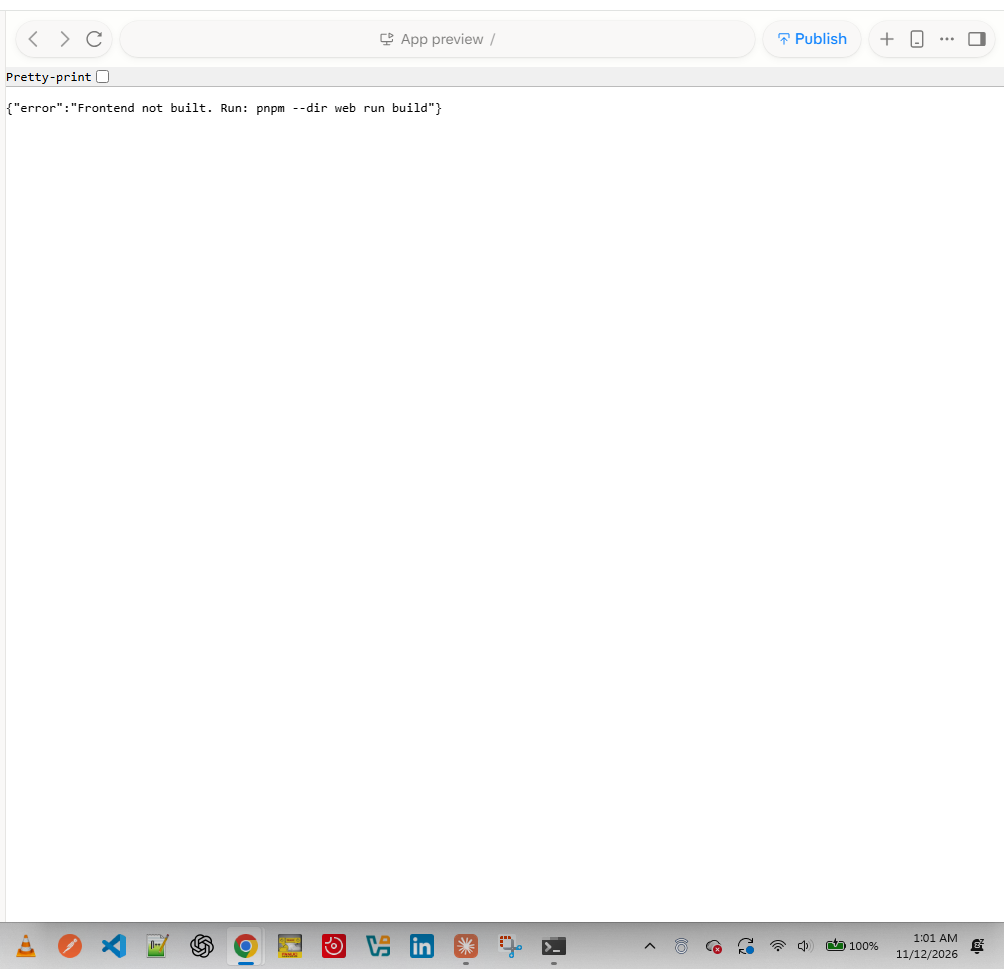 App preview /
Publish
Pretty-print
{"error":"Frontend not built. Run: pnpm --dir web run build"}
100%
1:01 AM
11/12/2026